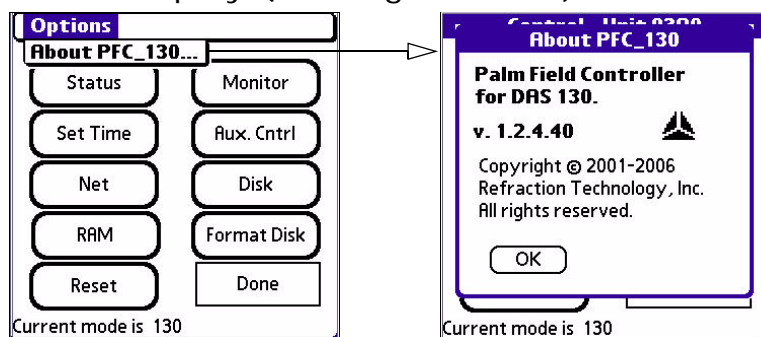 Options
About PFC_130...
Status
Monitor
Set Time
Aux. Cntrl
Net
Disk
RAM
Format Disk
Reset
Done
Current mode is 130
About PFC_130
Palm Field Controller
for DAS 130.
v. 1.2.4.40
Copyright © 2001-2006
Refraction Technology, Inc.
All rights reserved.
OK
Current mode is 130